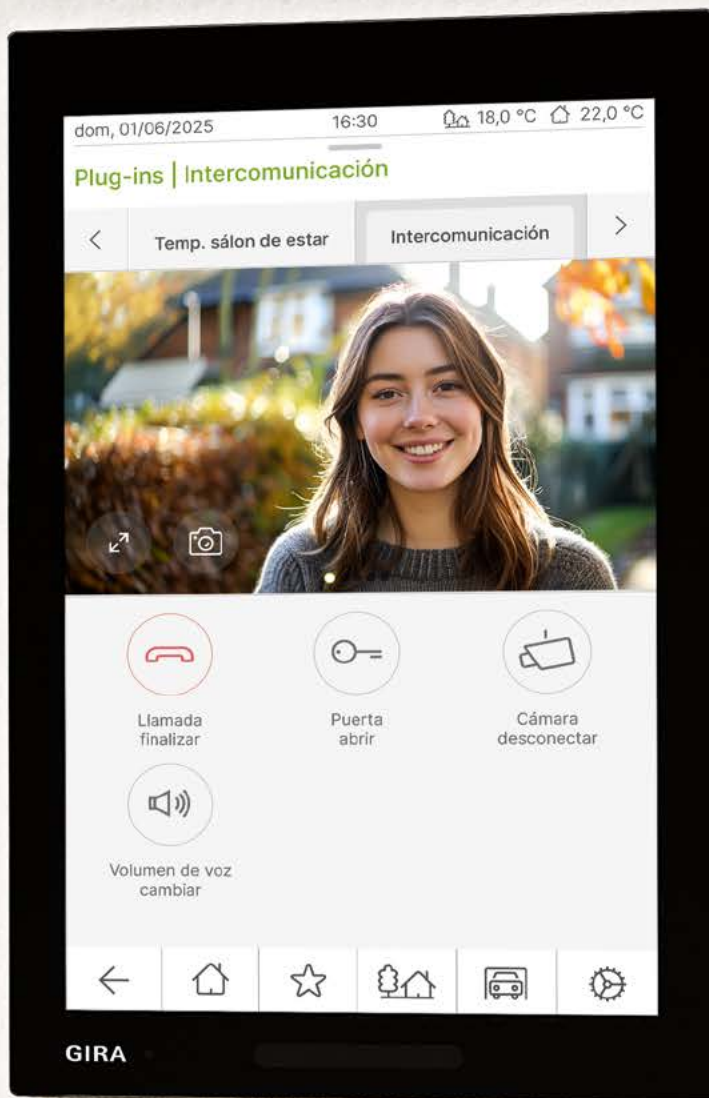 dom, 01/06/2025 16:30 18,0 °C 22,0 °C
Plug-ins | Intercomunicación
Temp. sálon de estar Intercomunicación
Llamada finalizar
Puerta abrir
Cámara desconectar
Volumen de voz cambiar
GIRA